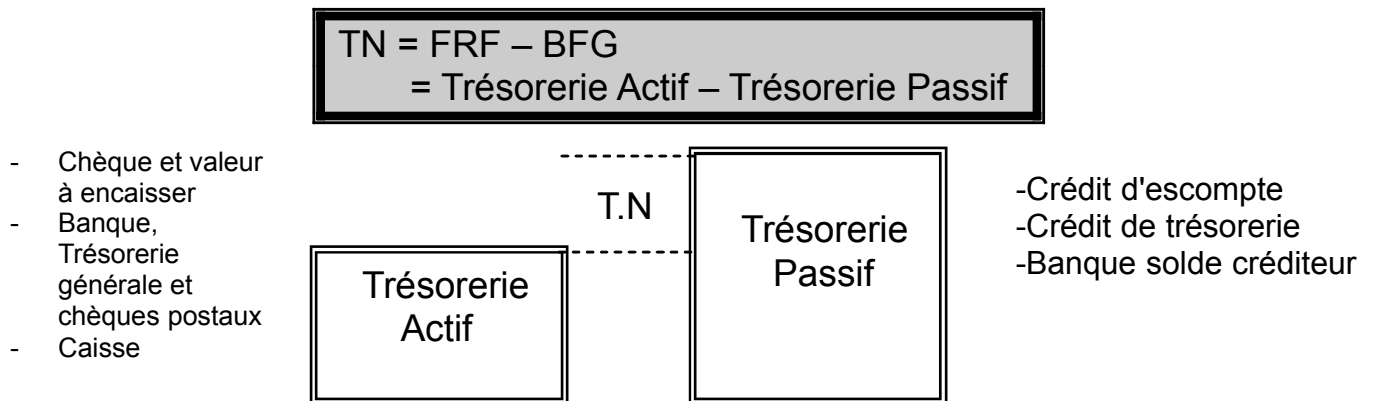 TN = FRF – BFG
= Trésorerie Actif – Trésorerie Passif
- Chèque et valeur
à encaisser
- Banque,
Trésorerie
générale et
chèques postaux
- Caisse
Trésorerie
Actif
T.N
Trésorerie
Passif
-Crédit d'escompte
-Crédit de trésorerie
-Banque solde créditeur